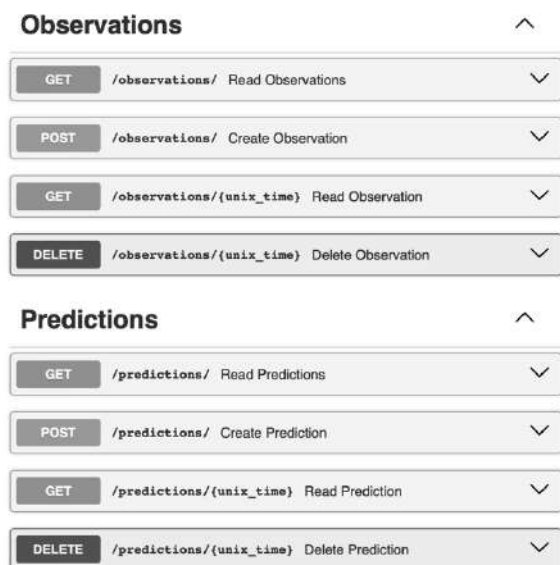 Observations
GET /observations/ Read Observations
POST /observations/ Create Observation
GET /observations/{unix_time} Read Observation
DELETE /observations/{unix_time} Delete Observation
Predictions
GET /predictions/ Read Predictions
POST /predictions/ Create Prediction
GET /predictions/{unix_time} Read Prediction
DELETE /predictions/{unix_time} Delete Prediction